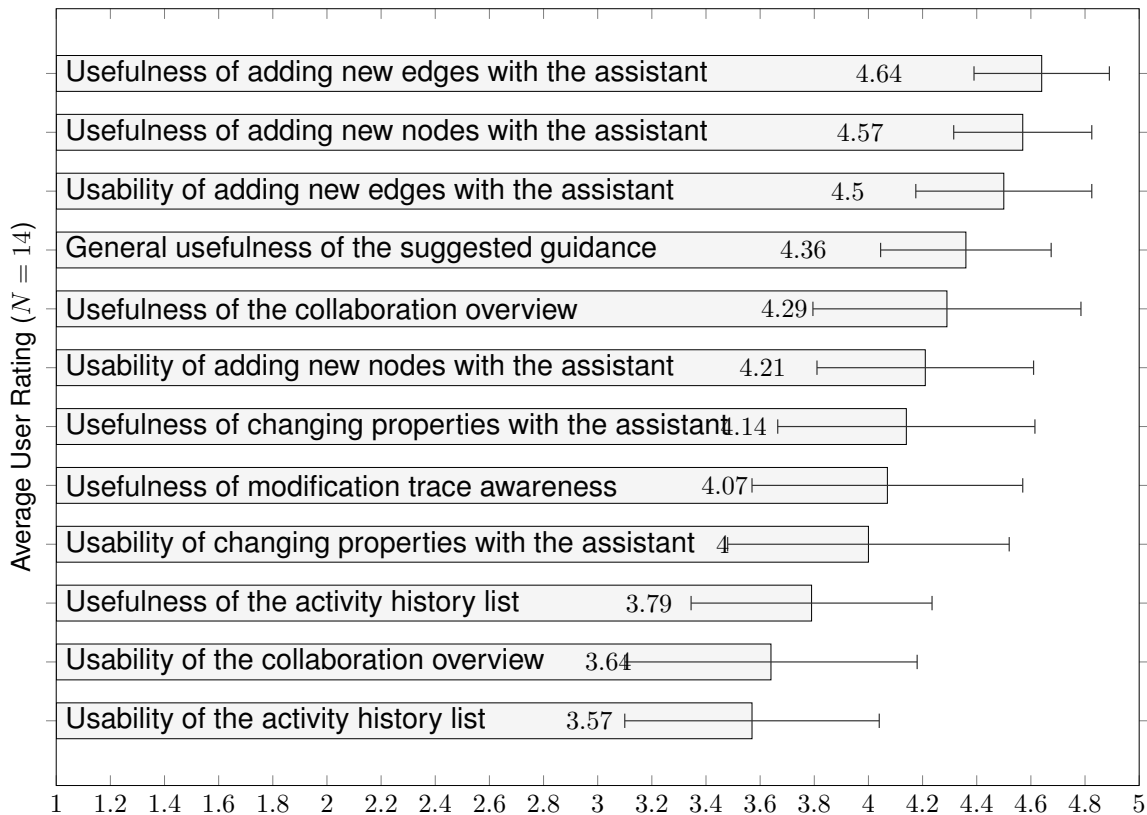 Average User Rating (N = 14)
Usefulness of adding new edges with the assistant 4.64
Usefulness of adding new nodes with the assistant 4.57
Usability of adding new edges with the assistant 4.5
General usefulness of the suggested guidance 4.36
Usefulness of the collaboration overview 4.29
Usability of adding new nodes with the assistant 4.21
Usefulness of changing properties with the assistant 4.14
Usefulness of modification trace awareness 4.07
Usability of changing properties with the assistant 4
Usefulness of the activity history list 3.79
Usability of the collaboration overview 3.64
Usability of the activity history list 3.57
1 1.2 1.4 1.6 1.8 2 2.2 2.4 2.6 2.8 3 3.2 3.4 3.6 3.8 4 4.2 4.4 4.6 4.8 5